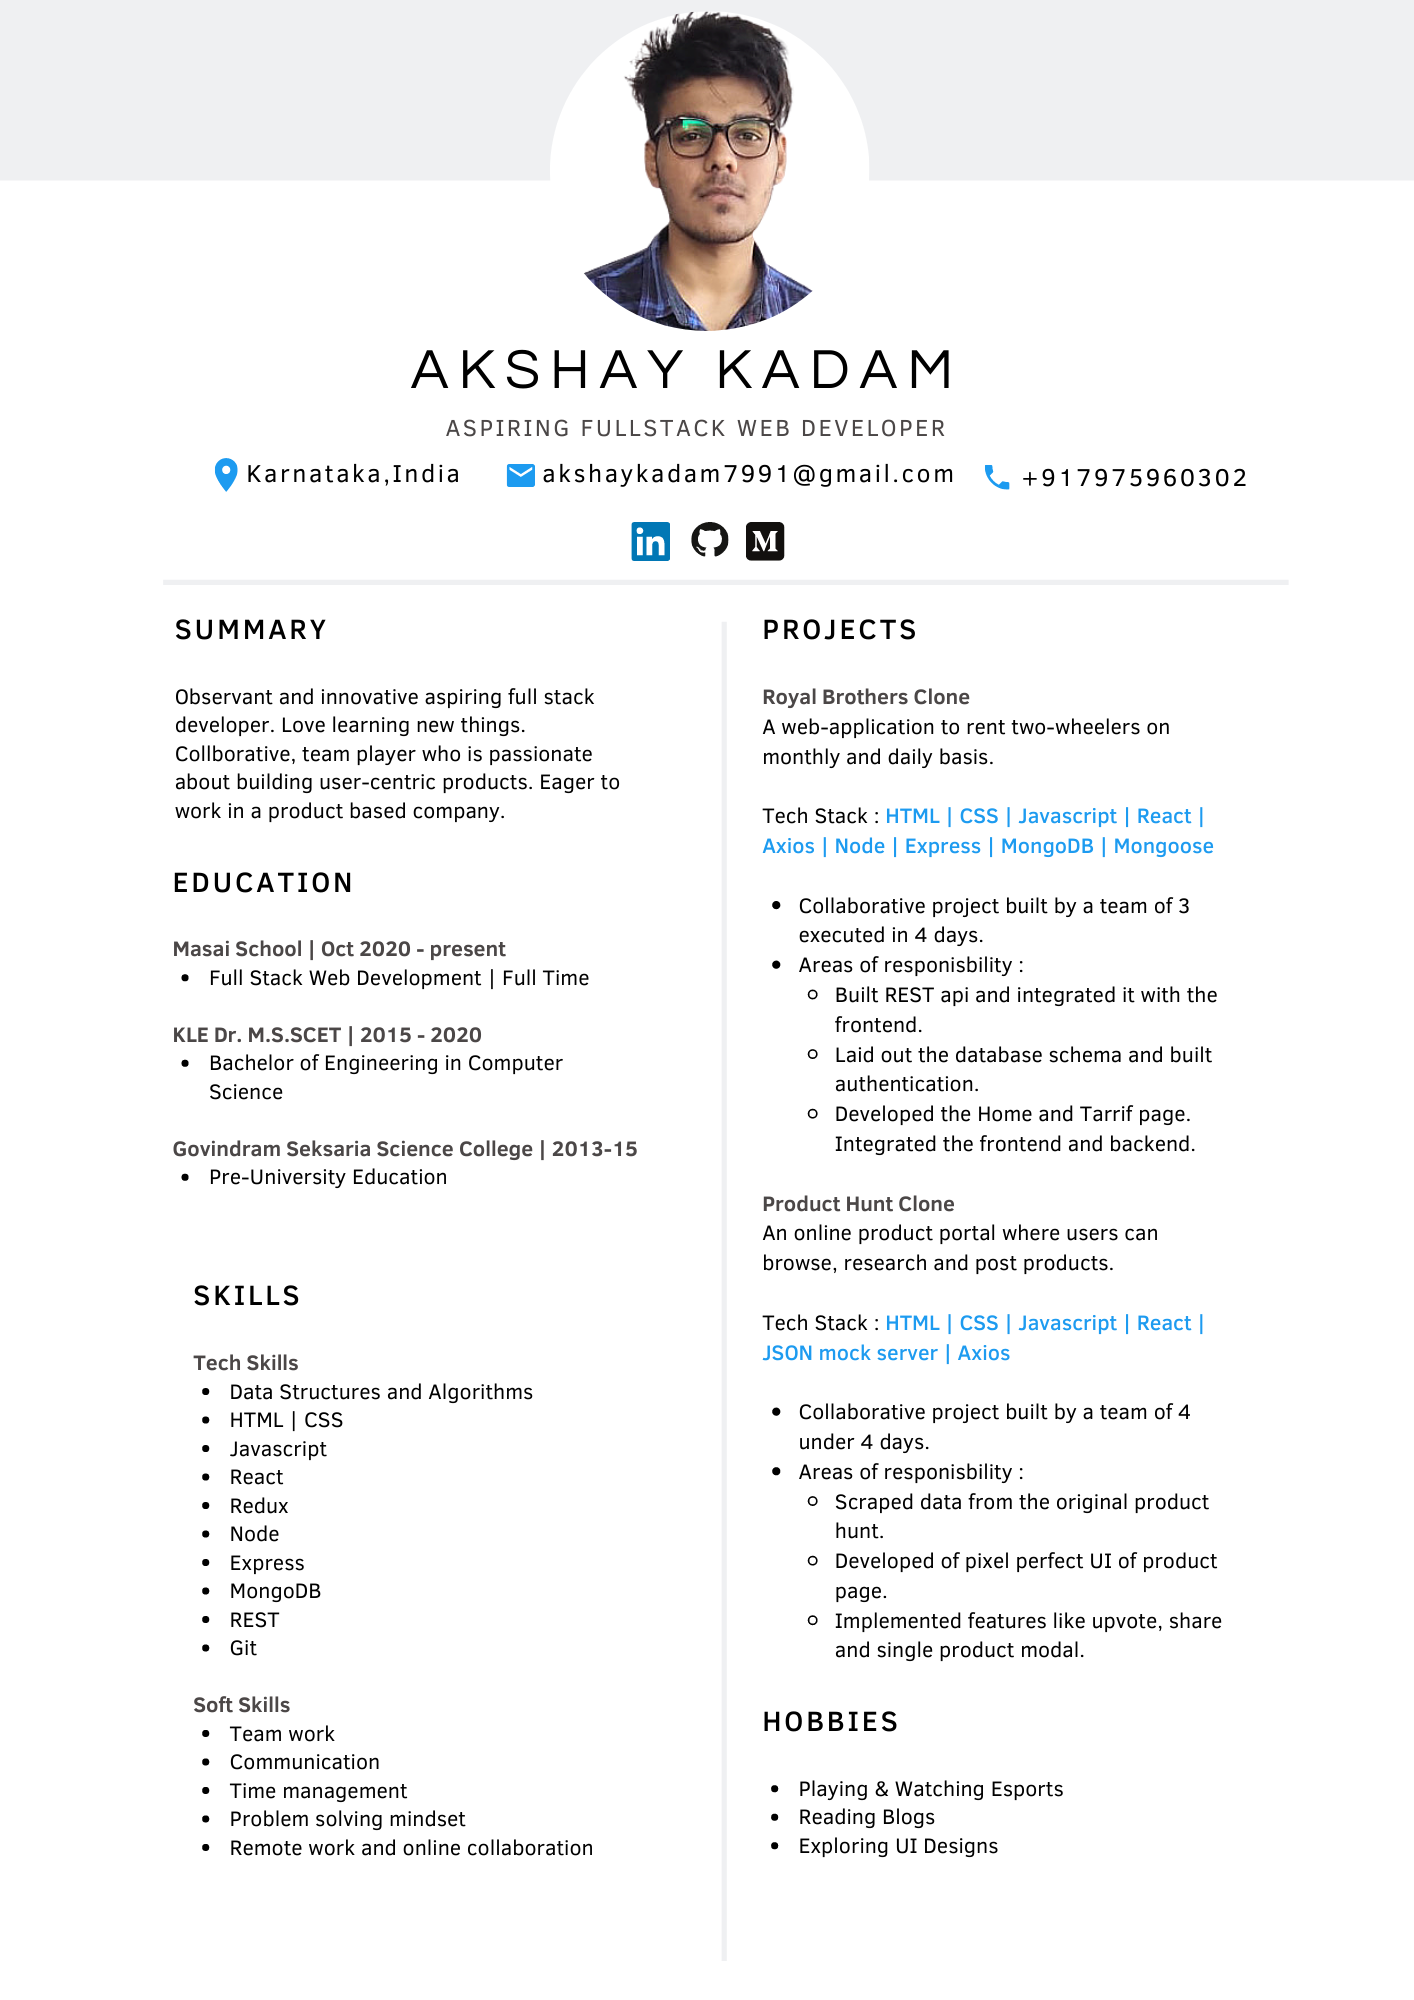 AKSHAY KADAM
ASPIRING FULLSTACK WEB DEVELOPER
Karnataka,India akshaykadam7991@gmail.com +917975960302
in M
SUMMARY
Observant and innovative aspiring full stack
developer. Love learning new things.
Collborative, team player who is passionate
about building user-centric products. Eager to
work in a product based company.
EDUCATION
Masai School | Oct 2020 - present
• Full Stack Web Development | Full Time
KLE Dr. M.S.SCET | 2015 - 2020
• Bachelor of Engineering in Computer
Science
Govindram Seksaria Science College | 2013-15
• Pre-University Education
SKILLS
Tech Skills
• Data Structures and Algorithms
• HTML | CSS
• Javascript
• React
• Redux
• Node
• Express
• MongoDB
• REST
• Git
Soft Skills
• Team work
• Communication
• Time management
• Problem solving mindset
• Remote work and online collaboration
PROJECTS
Royal Brothers Clone
A web-application to rent two-wheelers on
monthly and daily basis.
Tech Stack : HTML | CSS | Javascript | React |
Axios | Node | Express | MongoDB | Mongoose
• Collaborative project built by a team of 3
executed in 4 days.
• Areas of responisbility :
◦ Built REST api and integrated it with the
frontend.
◦ Laid out the database schema and built
authentication.
◦ Developed the Home and Tarrif page.
Integrated the frontend and backend.
Product Hunt Clone
An online product portal where users can
browse, research and post products.
Tech Stack : HTML | CSS | Javascript | React |
JSON mock server | Axios
• Collaborative project built by a team of 4
under 4 days.
• Areas of responisbility :
◦ Scraped data from the original product
hunt.
◦ Developed of pixel perfect UI of product
page.
◦ Implemented features like upvote, share
and single product modal.
HOBBIES
• Playing & Watching Esports
• Reading Blogs
• Exploring UI Designs